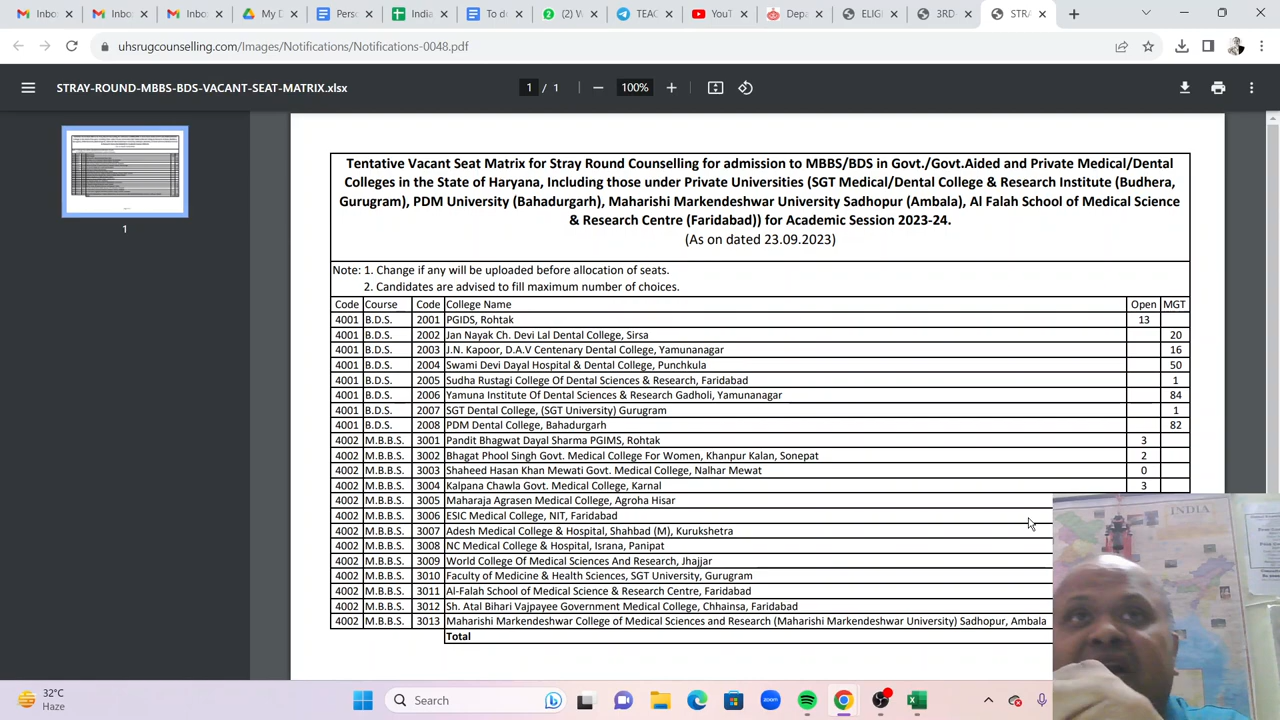 Inbo
Inbo
Inbo
My D
Perso
India
To do
(2) W
TEAC
YouT
Depa
ELIGI
3RD
STRA
uhsrugcounselling.com/Images/Notifications/Notifications-0048.pdf
STRAY-ROUND-MBBS-BDS-VACANT-SEAT-MATRIX.xlsx
1 / 1
100%
1
Tentative Vacant Seat Matrix for Stray Round Counselling for admission to MBBS/BDS in Govt./Govt.Aided and Private Medical/Dental
Colleges in the State of Haryana, Including those under Private Universities (SGT Medical/Dental College & Research Institute (Budhera,
Gurugram), PDM University (Bahadurgarh), Maharishi Markendeshwar University Sadhopur (Ambala), Al Falah School of Medical Science
& Research Centre (Faridabad)) for Academic Session 2023-24.
(As on dated 23.09.2023)
Note: 1. Change if any will be uploaded before allocation of seats.
2. Candidates are advised to fill maximum number of choices.
Code Course Code College Name Open MGT
4001 B.D.S. 2001 PGIDS, Rohtak 13
4001 B.D.S. 2002 Jan Nayak Ch. Devi Lal Dental College, Sirsa 20
4001 B.D.S. 2003 J.N. Kapoor, D.A.V Centenary Dental College, Yamunanagar 16
4001 B.D.S. 2004 Swami Devi Dayal Hospital & Dental College, Punchkula 50
4001 B.D.S. 2005 Sudha Rustagi College Of Dental Sciences & Research, Faridabad 1
4001 B.D.S. 2006 Yamuna Institute Of Dental Sciences & Research Gadholi, Yamunanagar 84
4001 B.D.S. 2007 SGT Dental College, (SGT University) Gurugram 1
4001 B.D.S. 2008 PDM Dental College, Bahadurgarh 82
4002 M.B.B.S. 3001 Pandit Bhagwat Dayal Sharma PGIMS, Rohtak 3
4002 M.B.B.S. 3002 Bhagat Phool Singh Govt. Medical College For Women, Khanpur Kalan, Sonepat 2
4002 M.B.B.S. 3003 Shaheed Hasan Khan Mewati Govt. Medical College, Nalhar Mewat 0
4002 M.B.B.S. 3004 Kalpana Chawla Govt. Medical College, Karnal 3
4002 M.B.B.S. 3005 Maharaja Agrasen Medical College, Agroha Hisar
4002 M.B.B.S. 3006 ESIC Medical College, NIT, Faridabad
4002 M.B.B.S. 3007 Adesh Medical College & Hospital, Shahbad (M), Kurukshetra
4002 M.B.B.S. 3008 NC Medical College & Hospital, Israna, Panipat
4002 M.B.B.S. 3009 World College Of Medical Sciences And Research, Jhajjar
4002 M.B.B.S. 3010 Faculty of Medicine & Health Sciences, SGT University, Gurugram
4002 M.B.B.S. 3011 Al-Falah School of Medical Science & Research Centre, Faridabad
4002 M.B.B.S. 3012 Sh. Atal Bihari Vajpayee Government Medical College, Chhainsa, Faridabad
4002 M.B.B.S. 3013 Maharishi Markendeshwar College of Medical Sciences and Research (Maharishi Markendeshwar University) Sadhopur, Ambala
Total
INDIA
32°C
Haze
Search
zoom